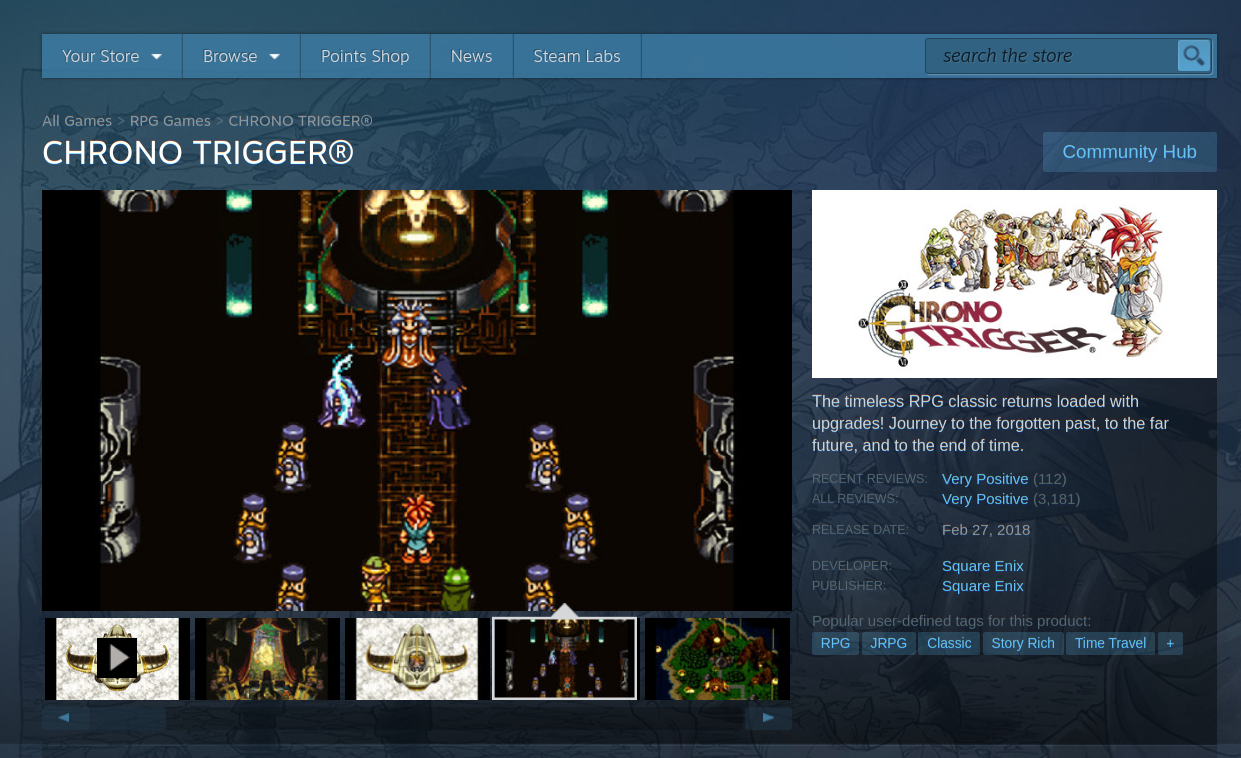 Your Store Browse Points Shop News Steam Labs search the store
All Games > RPG Games > CHRONO TRIGGER®
CHRONO TRIGGER®
Community Hub
CHRONO
TRIGGER®
The timeless RPG classic returns loaded with
upgrades! Journey to the forgotten past, to the far
future, and to the end of time.
RECENT REVIEWS: Very Positive (112)
ALL REVIEWS: Very Positive (3,181)
RELEASE DATE: Feb 27, 2018
DEVELOPER: Square Enix
PUBLISHER: Square Enix
Popular user-defined tags for this product:
RPG JRPG Classic Story Rich Time Travel +